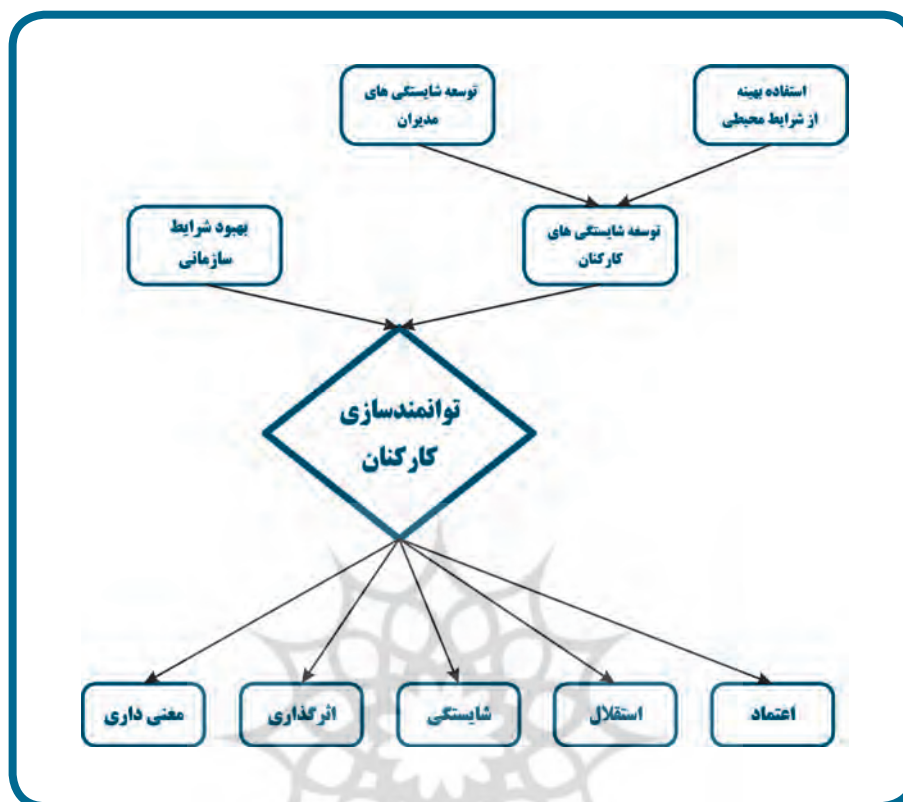 استفاده بهینه
از شرایط محیطی
توسعه شایستگی های
مدیران
توسعه شایستگی های
کارکنان
بهبود شرایط
سازمانی
توانمندسازی
کارکنان
اعتماد
استقلال
شایستگی
اثرگذاری
معنی داری